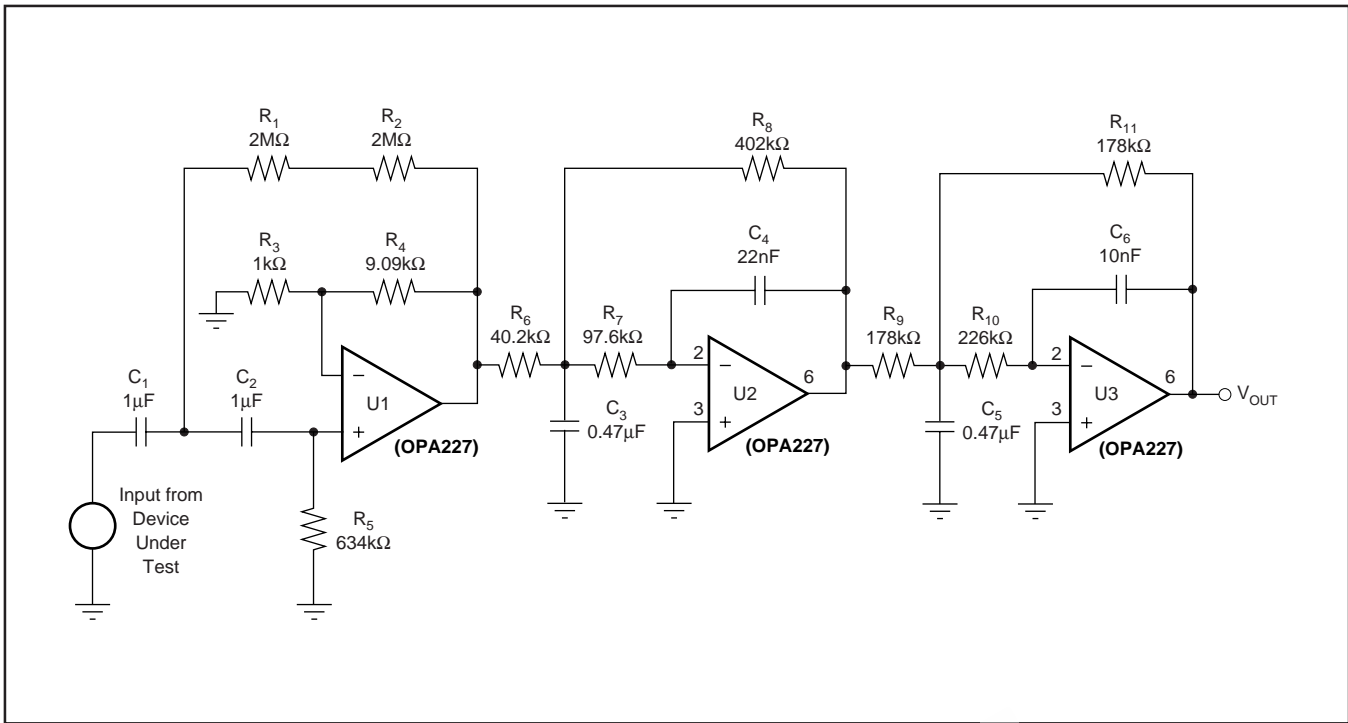 R1
2MΩ
R2
2MΩ
R8
402kΩ
R11
178kΩ
R3
1kΩ
R4
9.09kΩ
C4
22nF
C6
10nF
R6
40.2kΩ
R7
97.6kΩ
R9
178kΩ
R10
226kΩ
C1
1µF
C2
1µF
−
+
U1
(OPA227)
2
−
3
+
6
U2
(OPA227)
C3
0.47µF
2
−
3
+
6
U3
(OPA227)
C5
0.47µF
VOUT
Input from
Device
Under
Test
R5
634kΩ